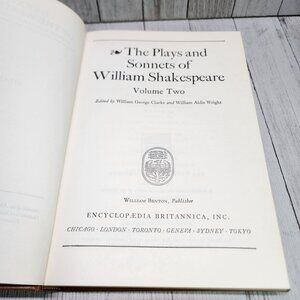 The Plays and
Sonnets of
William Shakespeare
Volume Two
Edited by William George Clarke and William Aldis Wright
WILLIAM BENTON, Publisher
ENCYCLOPÆDIA BRITANNICA, INC.
CHICAGO · LONDON · TORONTO · GENEVA · SYDNEY · TOKYO